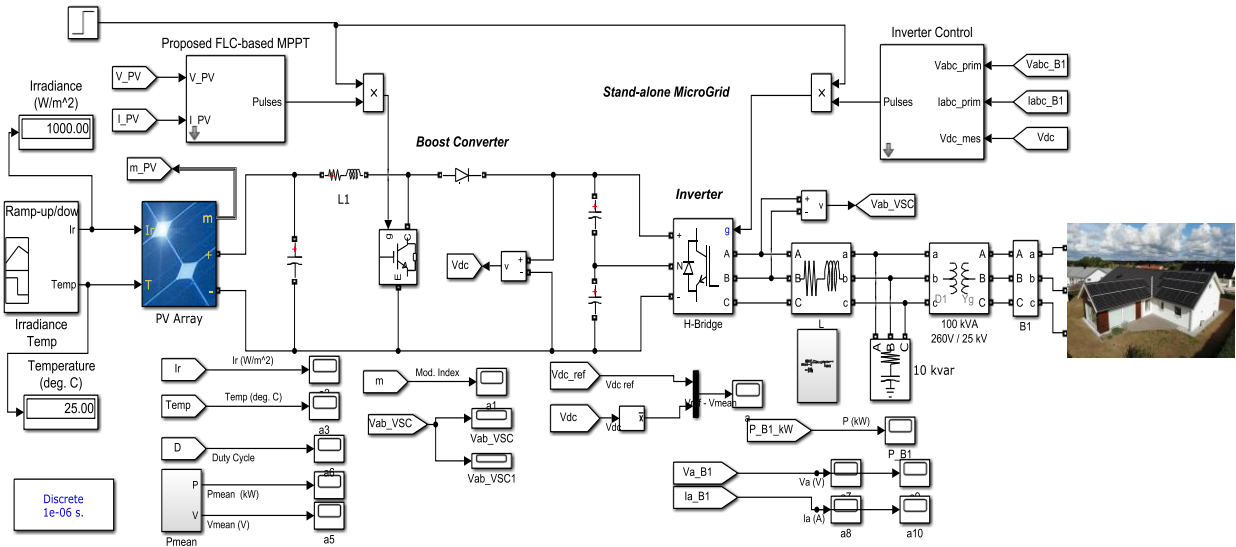 Proposed FLC-based MPPT
V_PV
I_PV
V_PV
I_PV
Pulses
x
Inverter Control
Vabc_prim
Iabc_prim
Vdc_mes
Pulses
Vabc_B1
Iabc_B1
Vdc
x
Stand-alone MicroGrid
Irradiance
(W/m^2)
1000.00
m_PV
Boost Converter
L1
Ramp-up/dow
Ir
Temp
Irradiance
Temp
Ir
T
m
+
-
PV Array
g
C
E
Vdc
v
+
-
Inverter
g
+
N
-
A
B
C
H-Bridge
+
-
v
Vab_VSC
A
B
C
a
b
c
L
a
b
c
A
B
C
D1
Yg
100 kVA
260V / 25 kV
A
B
C
a
b
c
B1
A
B
C
10 kvar
Temperature
(deg. C)
25.00
Ir
Ir (W/m^2)
Temp
Temp (deg. C)
a3
D
Duty Cycle
a6
P
V
Pmean (kW)
Vmean (V)
a5
Pmean
m
Mod. Index
a1
Vab_VSC
Vab_VSC
Vab_VSC1
Vdc_ref
Vdc ref
Vdc
Vdc
x
- Vmean
a
P_B1_kW
P (kW)
P_B1
Va_B1
Va (V)
Ia_B1
Ia (A)
a8
a10
Discrete
1e-06 s.